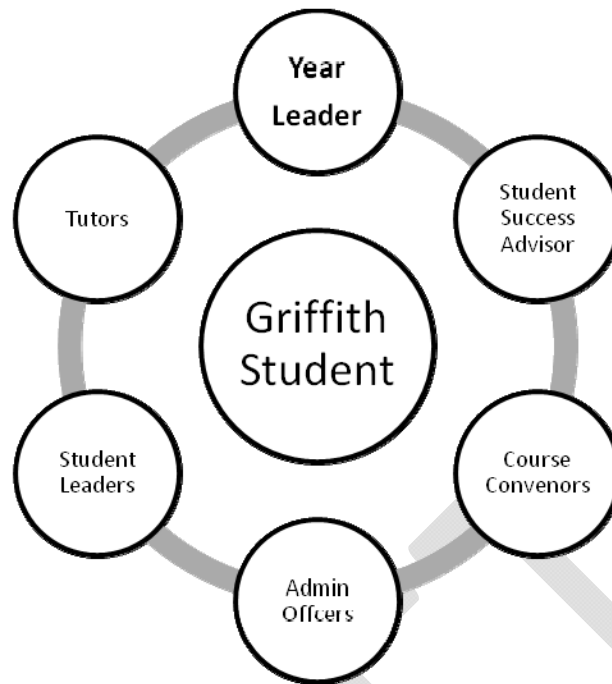 Year
Leader
Student
Success
Advisor
Course
Convenors
Admin
Offcers
Student
Leaders
Tutors
Griffith
Student